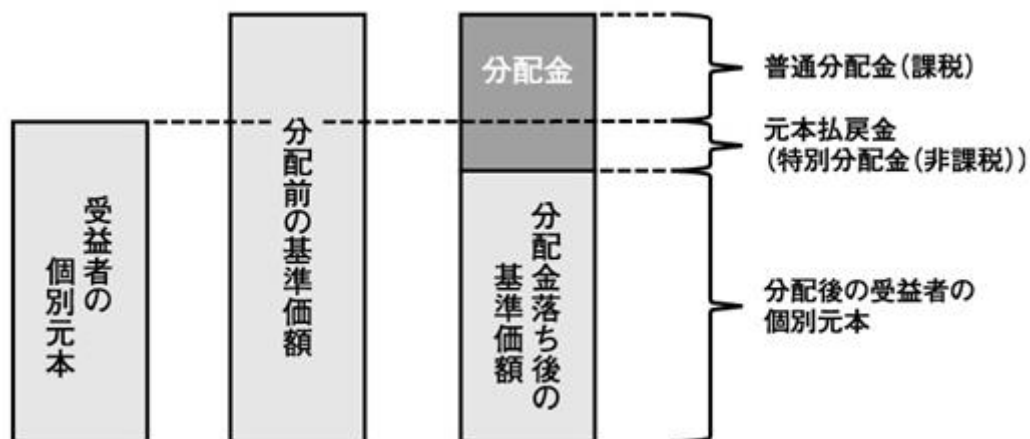 受益者の
個別元本
分配前の基準価額
分配金
分配金落ち後の
基準価額
普通分配金(課税)
元本払戻金
(特別分配金(非課税))
分配後の受益者の
個別元本